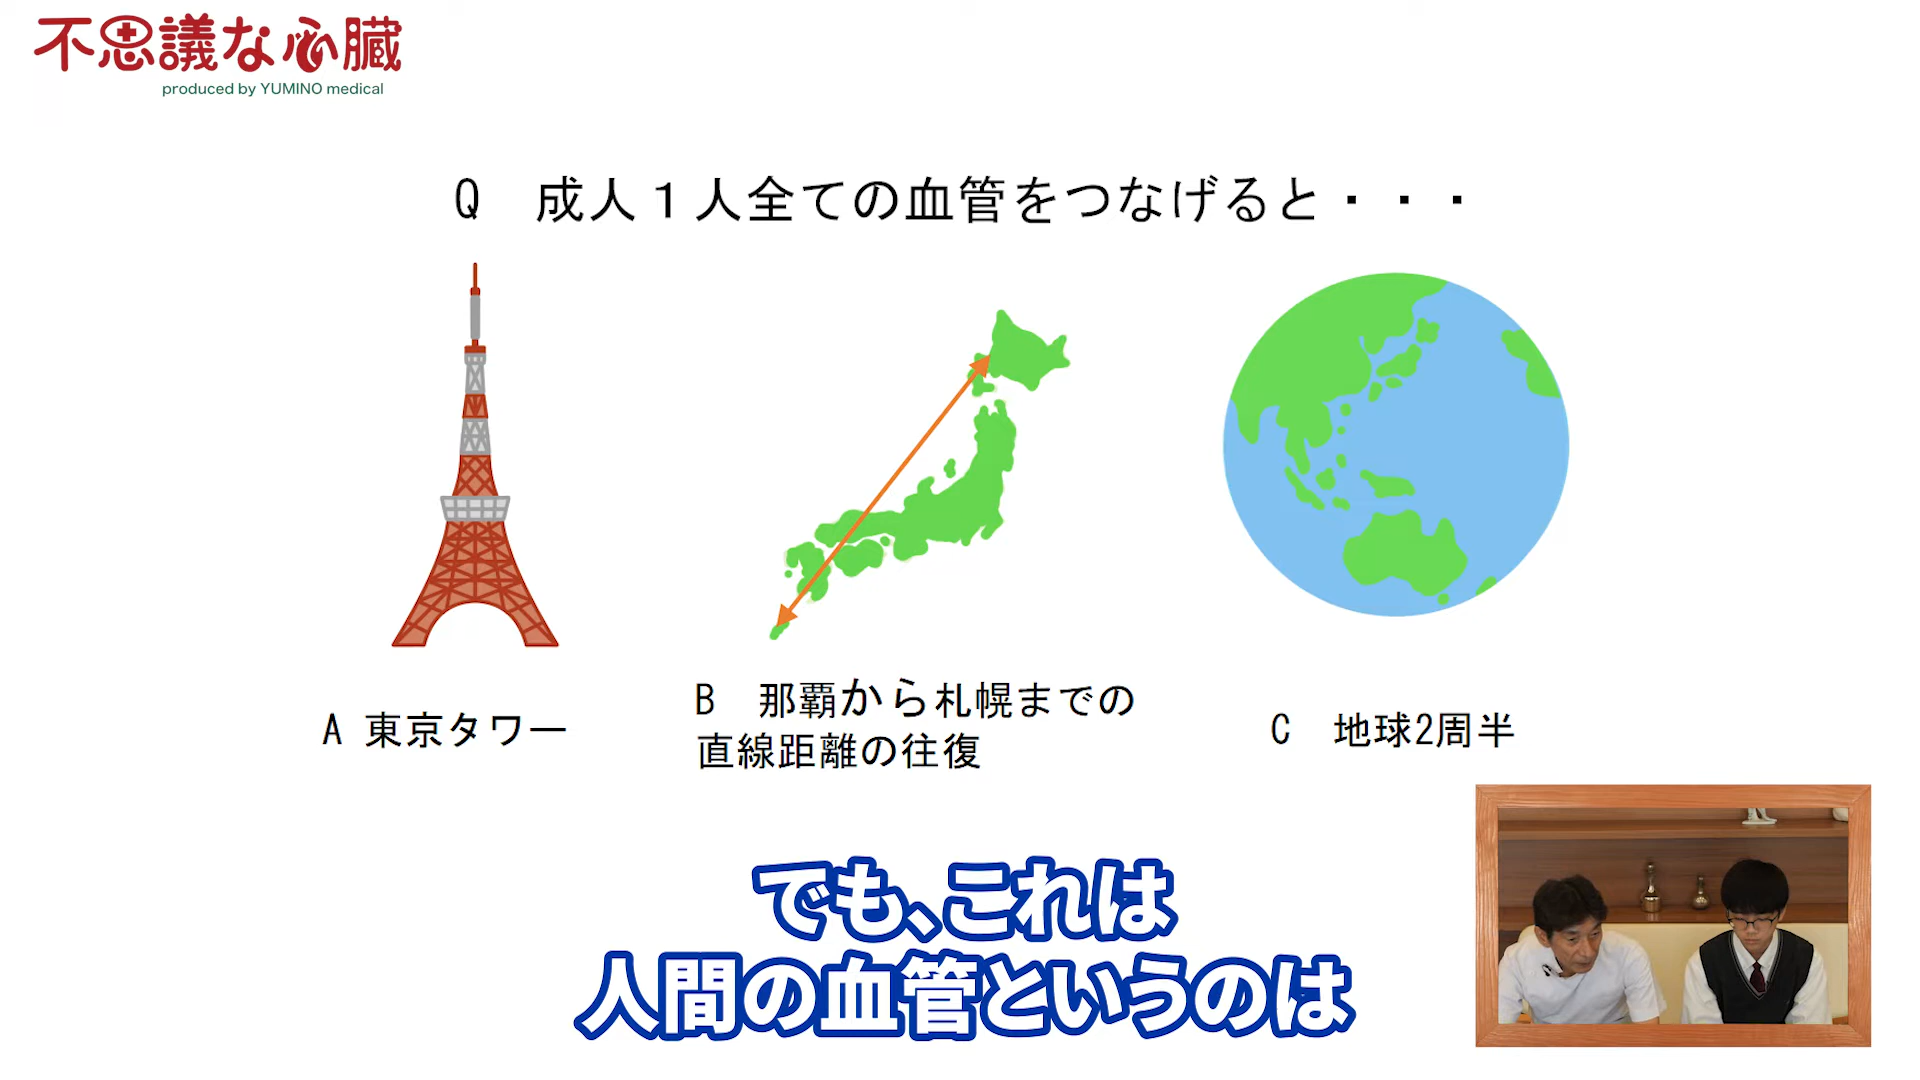 不思議な心臓
produced by YUMINO medical
Q　成人１人全ての血管をつなげると・・・
A 東京タワー
B　那覇から札幌までの
直線距離の往復
C　地球2周半
でも、これは
人間の血管というのは